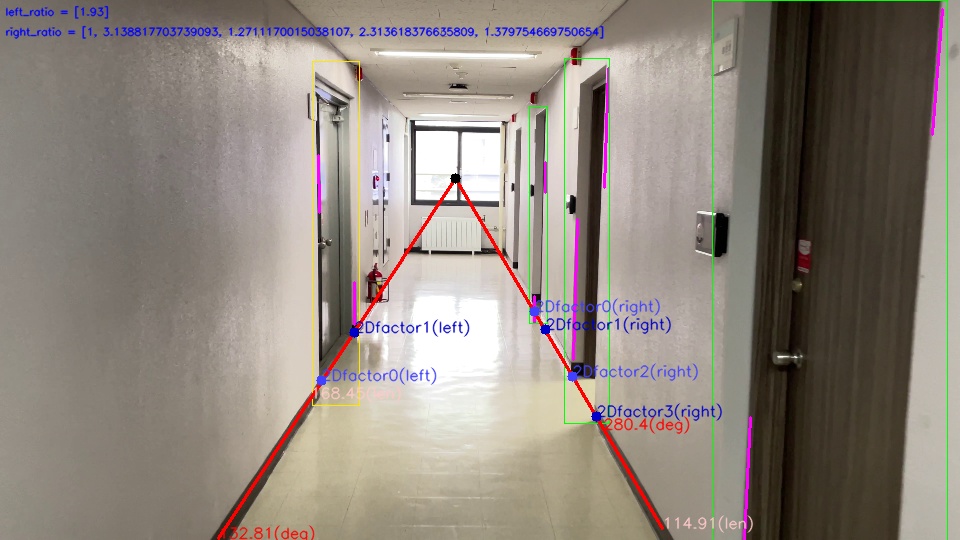 left_ratio = [1.93]
right_ratio = [1, 3.138817703739093, 1.2711170015038107, 2.313618376635809, 1.379754669750654]
2Dfactor0(right)
2Dfactor1(left)
2Dfactor1(right)
2Dfactor0(left)
2Dfactor2(right)
2Dfactor3(right)
280.4(deg)
114.91(len)